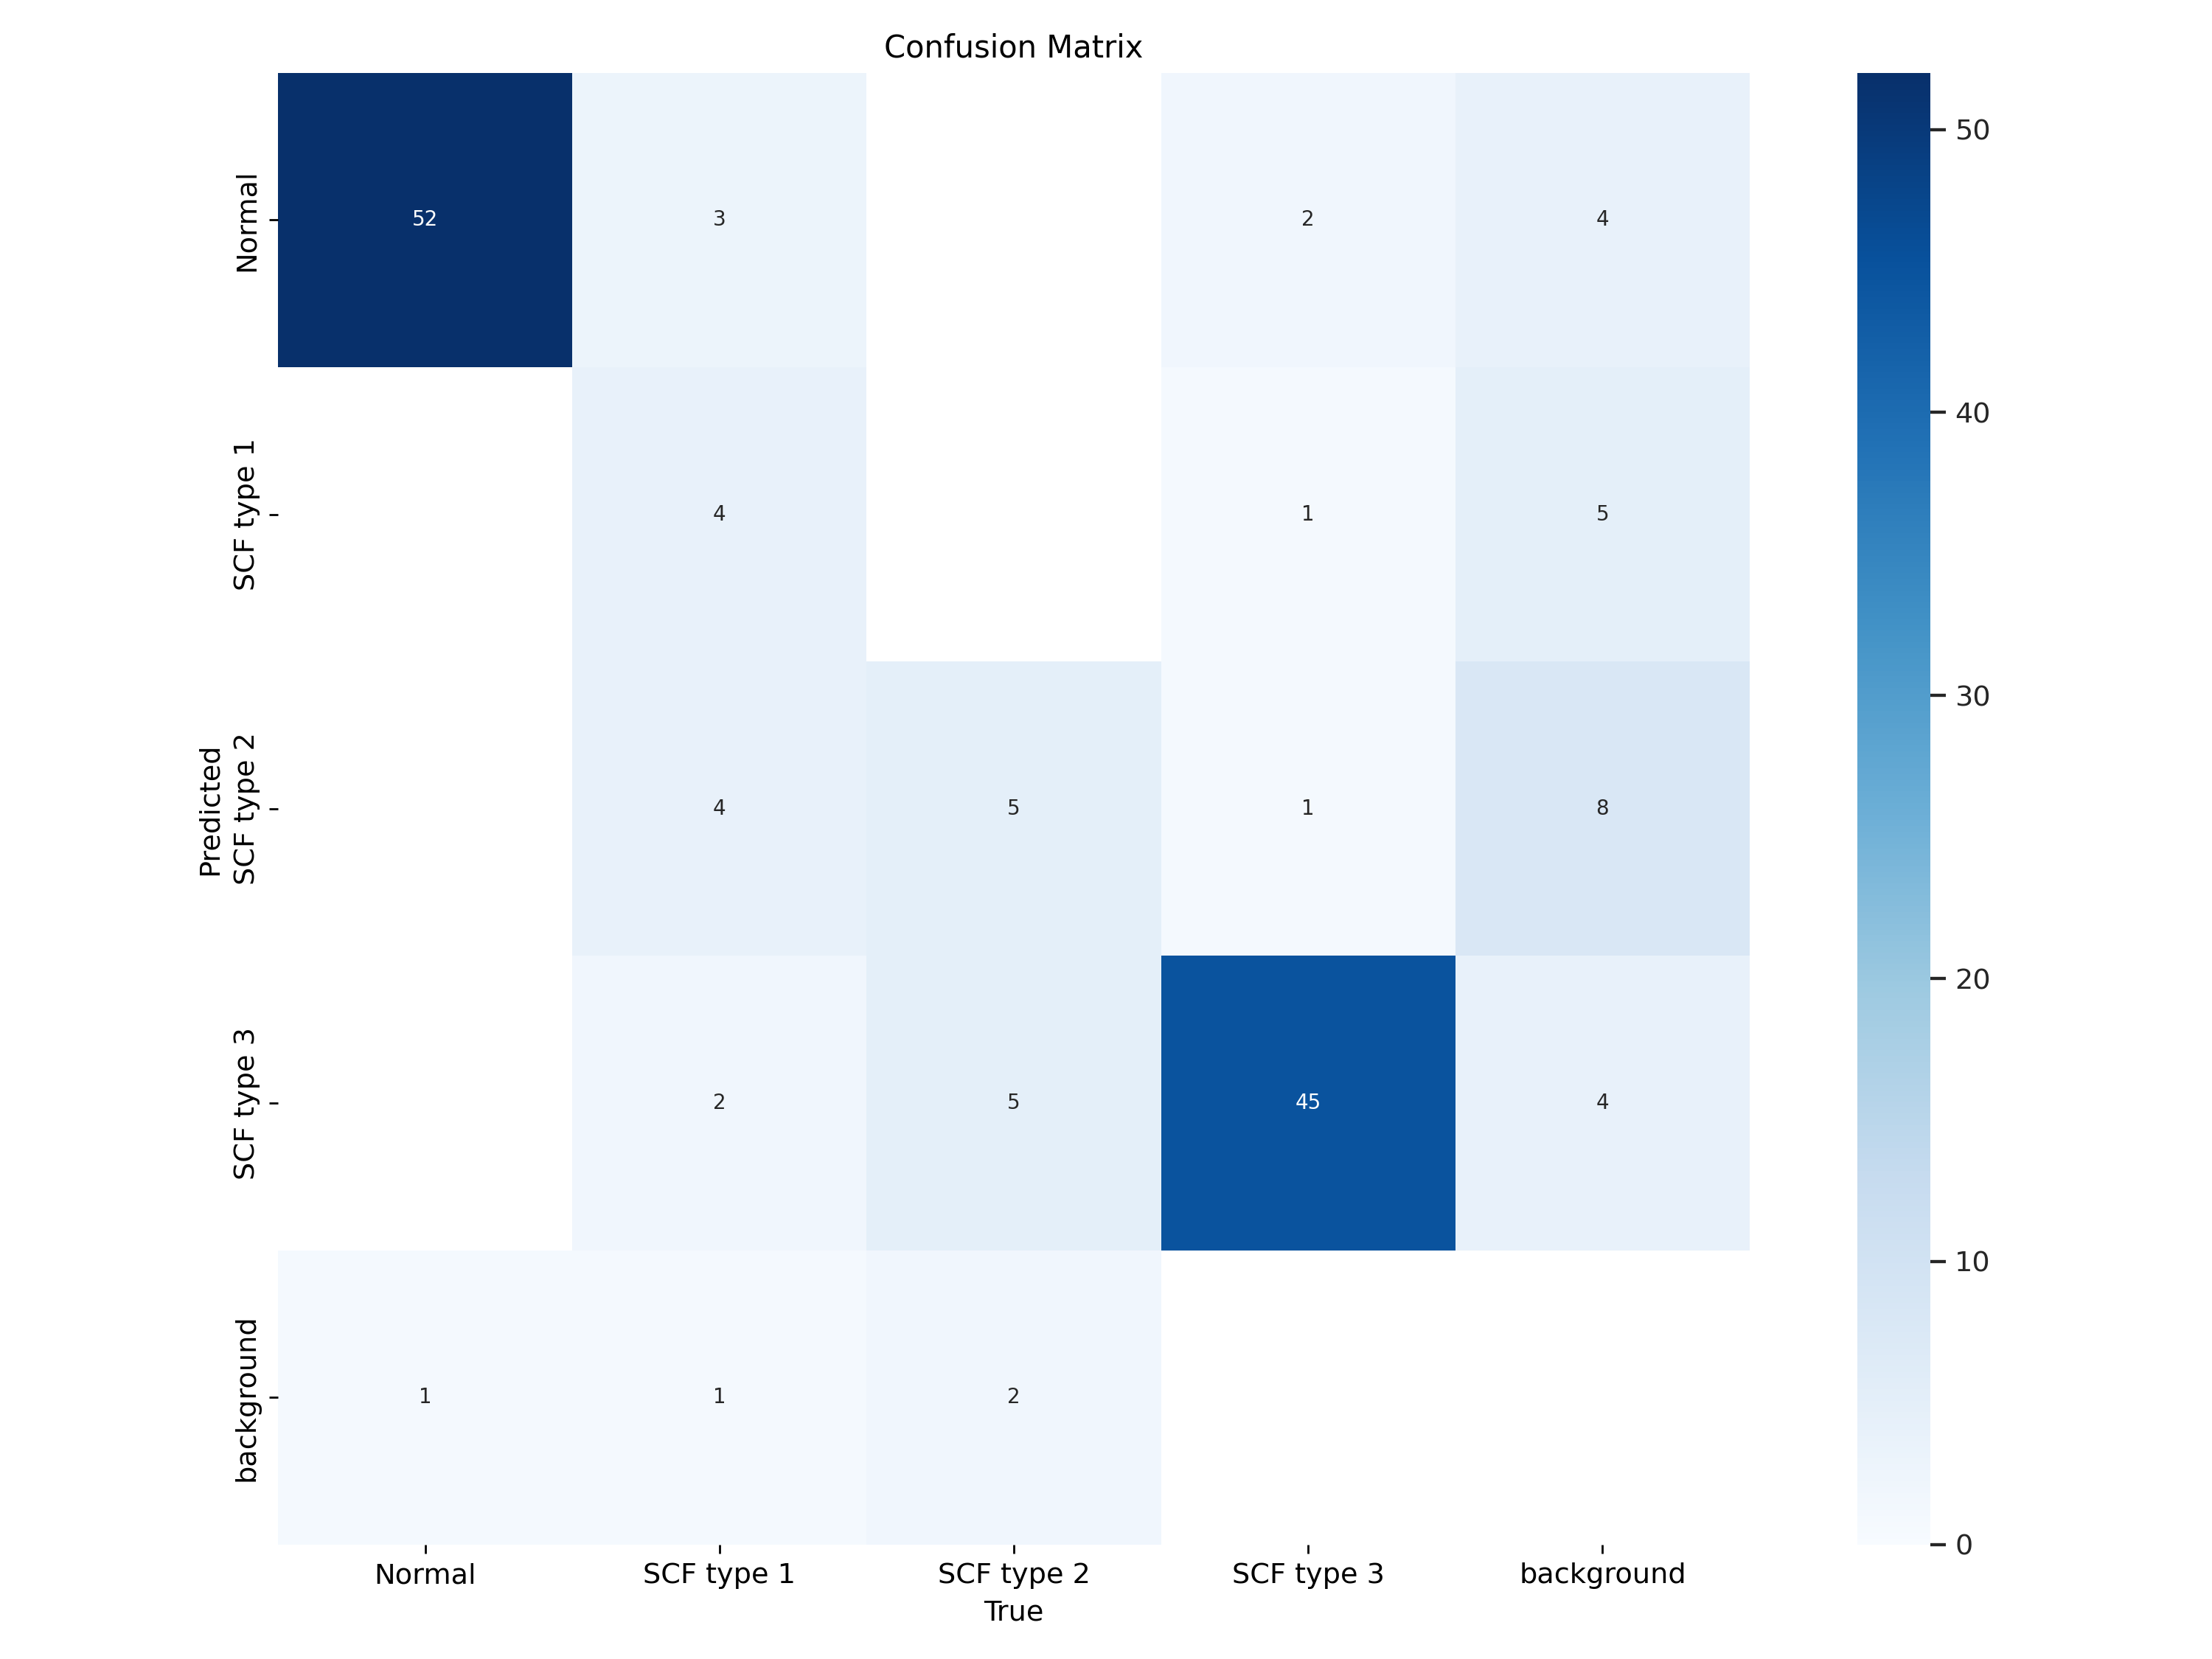 Confusion Matrix
Normal
52
3
2
4
SCF type 1
4
1
5
Predicted
SCF type 2
4
5
1
8
SCF type 3
2
5
45
4
background
1
1
2
Normal
SCF type 1
SCF type 2
SCF type 3
background
True
50
40
30
20
10
0